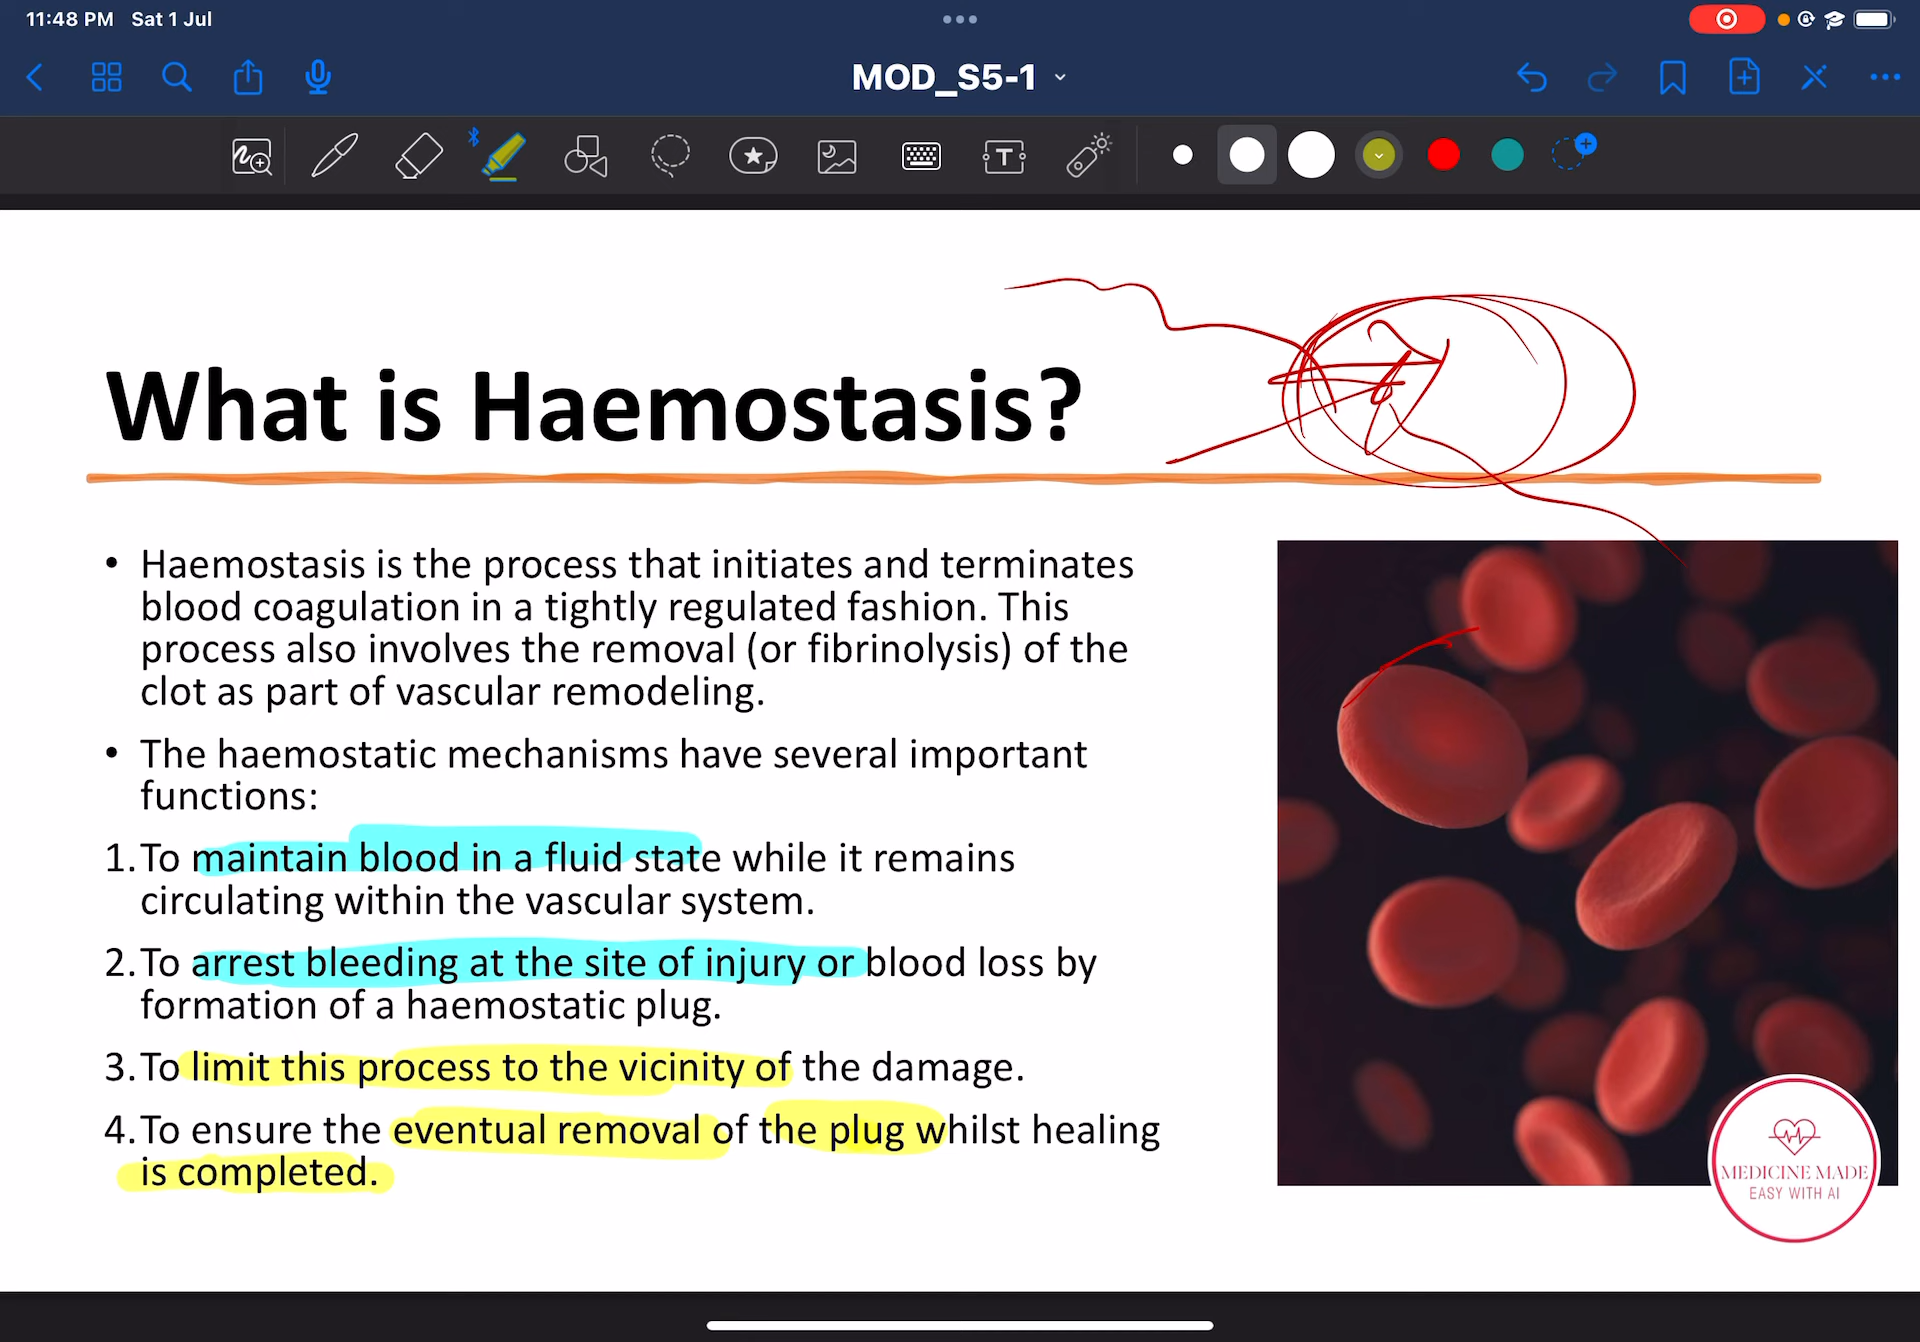 11:48 PM Sat 1 Jul
MOD_S5-1
T
What is Haemostasis?
• Haemostasis is the process that initiates and terminates
blood coagulation in a tightly regulated fashion. This
process also involves the removal (or fibrinolysis) of the
clot as part of vascular remodeling.
• The haemostatic mechanisms have several important
functions:
1. To maintain blood in a fluid state while it remains
circulating within the vascular system.
2. To arrest bleeding at the site of injury or blood loss by
formation of a haemostatic plug.
3. To limit this process to the vicinity of the damage.
4. To ensure the eventual removal of the plug whilst healing
is completed.
MEDICINE MADE
EASY WITH AI